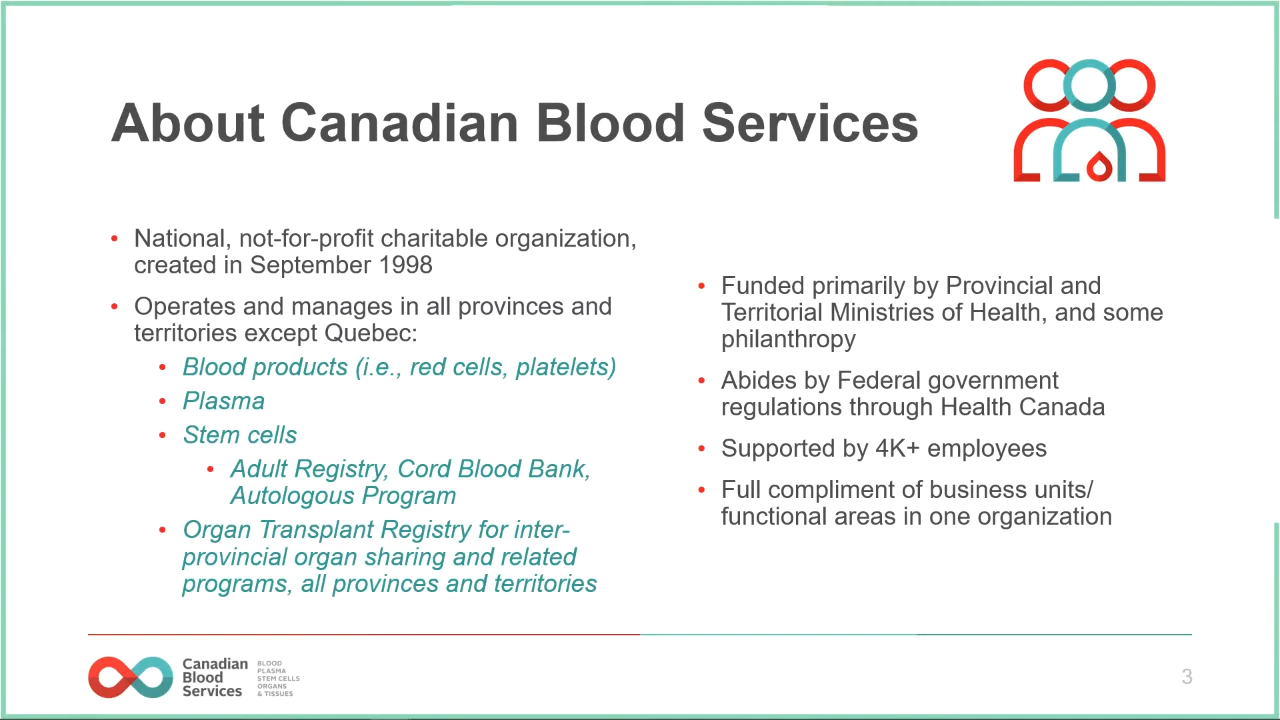 About Canadian Blood Services
• National, not-for-profit charitable organization,
created in September 1998
• Operates and manages in all provinces and
territories except Quebec:
• Blood products (i.e., red cells, platelets)
• Plasma
• Stem cells
• Adult Registry, Cord Blood Bank,
Autologous Program
• Organ Transplant Registry for inter-
provincial organ sharing and related
programs, all provinces and territories
• Funded primarily by Provincial and
Territorial Ministries of Health, and some
philanthropy
• Abides by Federal government
regulations through Health Canada
• Supported by 4K+ employees
• Full compliment of business units/
functional areas in one organization
Canadian
Blood
Services
BLOOD
PLASMA
STEM CELLS
ORGANS
& TISSUES
3